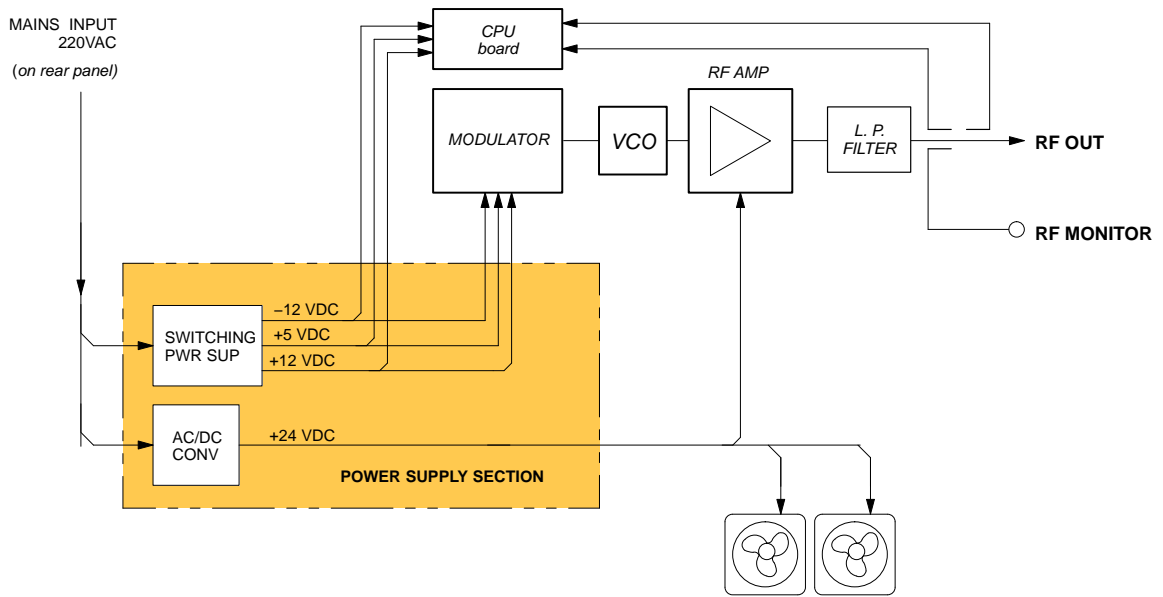 MAINS INPUT
220VAC
(on rear panel)
CPU
board
RF AMP
MODULATOR
VCO
L. P.
FILTER
RF OUT
RF MONITOR
–12 VDC
SWITCHING
PWR SUP
+5 VDC
+12 VDC
AC/DC
CONV
+24 VDC
POWER SUPPLY SECTION